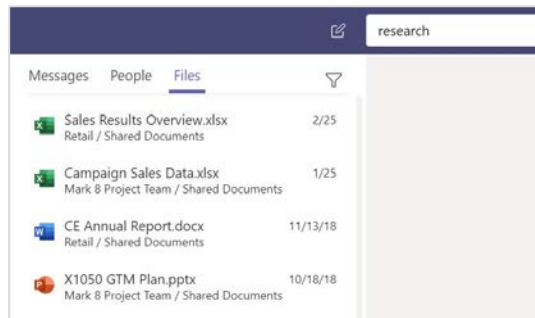 research
Messages People Files
Sales Results Overview.xlsx 2/25
Retail / Shared Documents
Campaign Sales Data.xlsx 1/25
Mark 8 Project Team / Shared Documents
CE Annual Report.docx 11/13/18
Retail / Shared Documents
X1050 GTM Plan.pptx 10/18/18
Mark 8 Project Team / Shared Documents